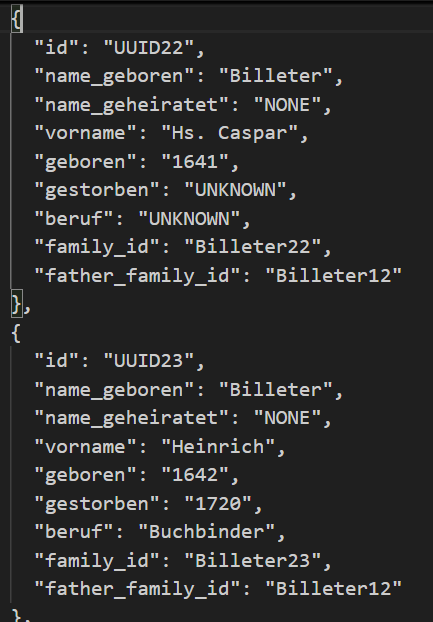 {
"id": "UUID22",
"name_geboren": "Billeter",
"name_geheiratet": "NONE",
"vorname": "Hs. Caspar",
"geboren": "1641",
"gestorben": "UNKNOWN",
"beruf": "UNKNOWN",
"family_id": "Billeter22",
"father_family_id": "Billeter12"
},
{
"id": "UUID23",
"name_geboren": "Billeter",
"name_geheiratet": "NONE",
"vorname": "Heinrich",
"geboren": "1642",
"gestorben": "1720",
"beruf": "Buchbinder",
"family_id": "Billeter23",
"father_family_id": "Billeter12"
},